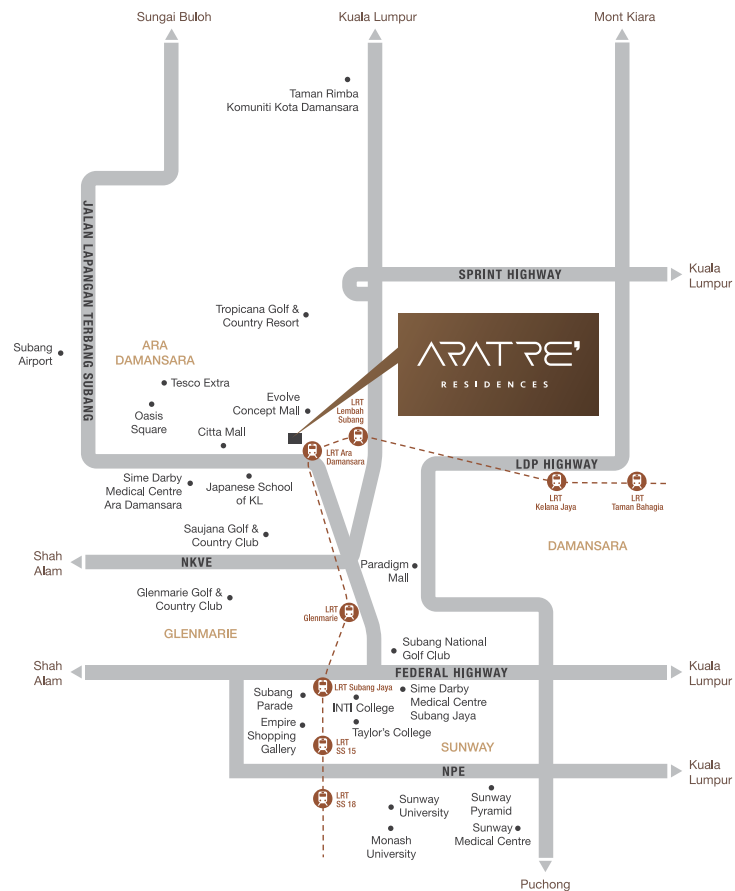 Sungai Buloh
Kuala Lumpur
Mont Kiara
Taman Rimba
Komuniti Kota Damansara
JALAN LAPANGAN TERBANG SUBANG
SPRINT HIGHWAY
Kuala
Lumpur
Tropicana Golf &
Country Resort
ARA
DAMANSARA
Subang
Airport
ARATRE'
RESIDENCES
Tesco Extra
Oasis
Square
Evolve
Concept Mall
LRT
Lembah
Subang
Citta Mall
LRT Ara
Damansara
LDP HIGHWAY
Sime Darby
Medical Centre
Ara Damansara
Japanese School
of KL
LRT
Kelana Jaya
LRT
Taman Bahagia
Saujana Golf &
Country Club
DAMANSARA
Shah
Alam
NKVE
Paradigm
Mall
Glenmarie Golf &
Country Club
LRT
Glenmarie
GLENMARIE
Subang National
Golf Club
Shah
Alam
FEDERAL HIGHWAY
Kuala
Lumpur
LRT Subang Jaya
Subang
Parade
INTI College
Sime Darby
Medical Centre
Subang Jaya
Empire
Shopping
Gallery
Taylor's College
LRT
SS 15
SUNWAY
NPE
Kuala
Lumpur
LRT
SS 18
Sunway
University
Sunway
Pyramid
Monash
University
Sunway
Medical Centre
Puchong